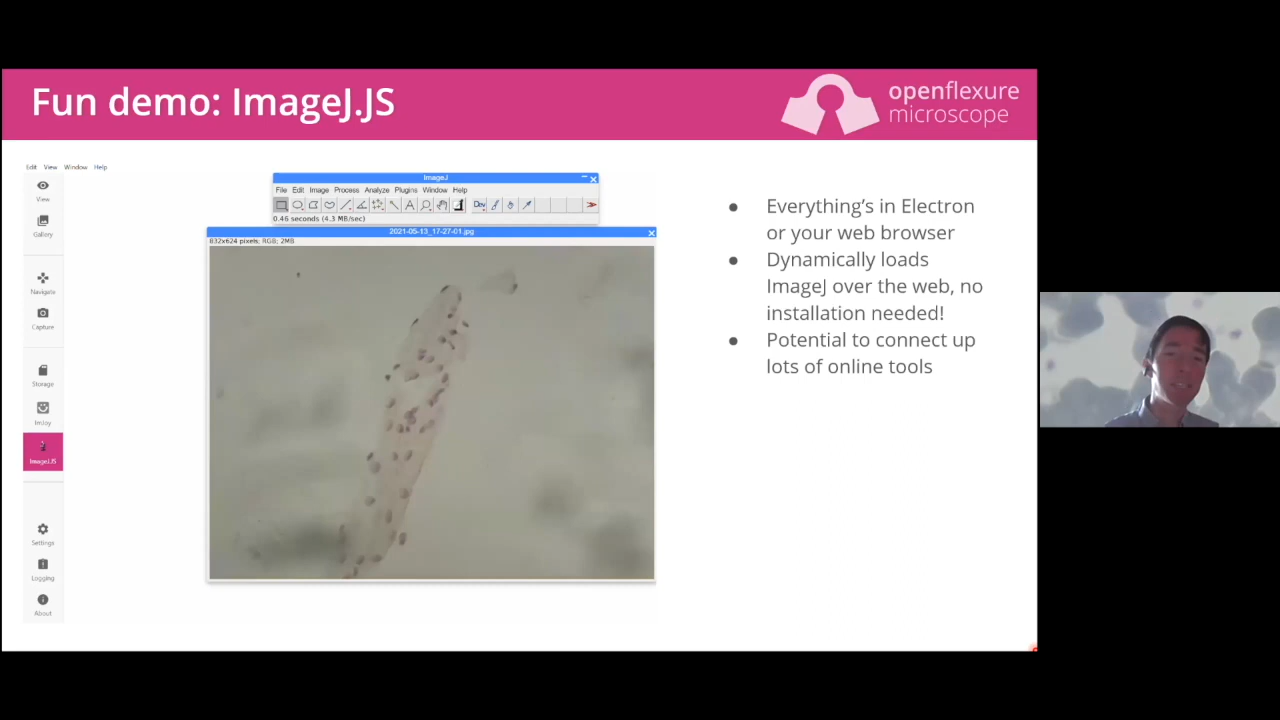 Fun demo: ImageJ.JS
openflexure
microscope
Edit View Window Help
View
Gallery
Navigate
Capture
Storage
ImJoy
ImageJ.JS
Settings
Logging
About
ImageJ
File Edit Image Process Analyze Plugins Window Help
Dev
0.46 seconds (4.3 MB/sec)
2021-05-13_17-27-01.jpg
832x624 pixels; RGB; 2MB
● Everything's in Electron
or your web browser
● Dynamically loads
ImageJ over the web, no
installation needed!
● Potential to connect up
lots of online tools